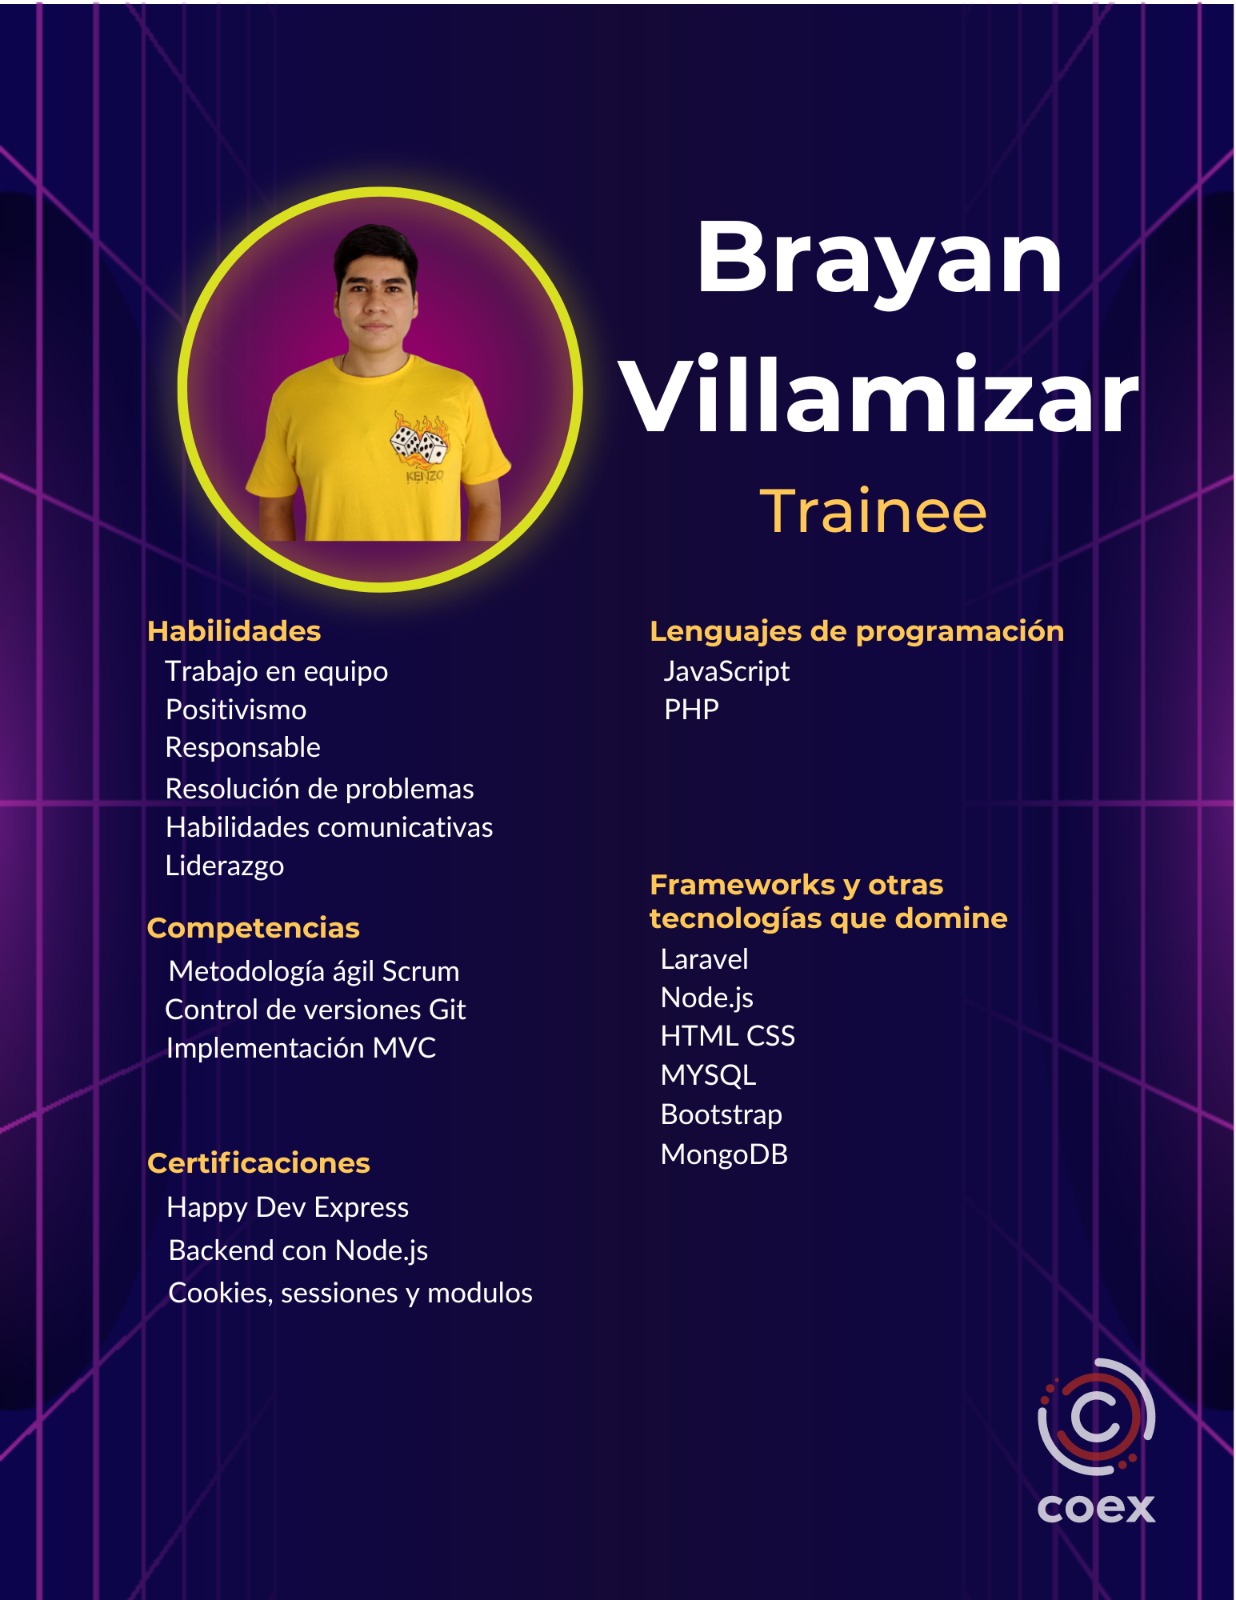 Brayan
Villamizar
Trainee
KENZO
Habilidades
Trabajo en equipo
Positivismo
Responsable
Resolución de problemas
Habilidades comunicativas
Liderazgo
Competencias
Metodología ágil Scrum
Control de versiones Git
Implementación MVC
Certificaciones
Happy Dev Express
Backend con Node.js
Cookies, sessiones y modulos
Lenguajes de programación
JavaScript
PHP
Frameworks y otras
tecnologías que domine
Laravel
Node.js
HTML CSS
MYSQL
Bootstrap
MongoDB
coex